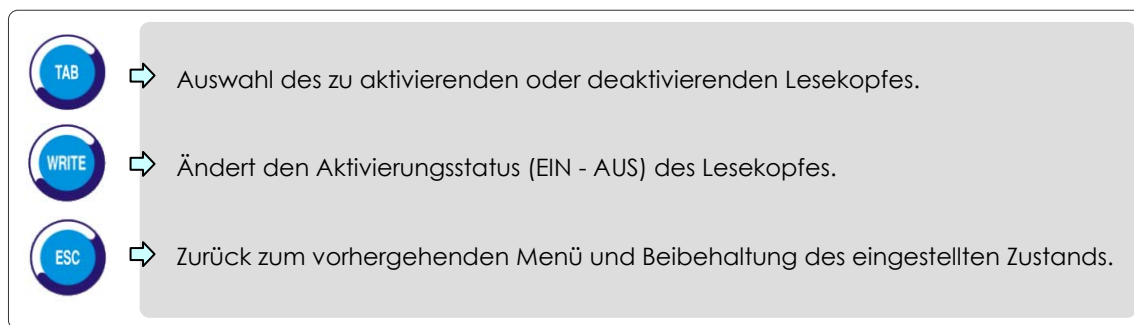 TAB
Auswahl des zu aktivierenden oder deaktivierenden Lesekopfes.
WRITE
Ändert den Aktivierungsstatus (EIN - AUS) des Lesekopfes.
ESC
Zurück zum vorhergehenden Menü und Beibehaltung des eingestellten Zustands.